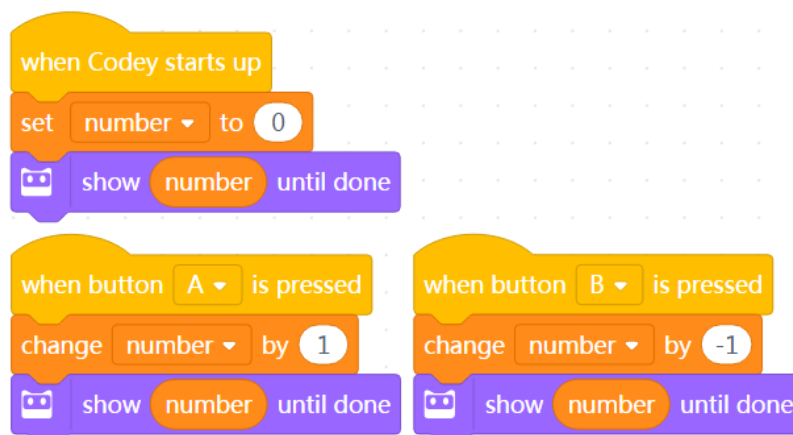 when Codey starts up
set number to 0
show number until done
when button A is pressed
change number by 1
show number until done
when button B is pressed
change number by -1
show number until done